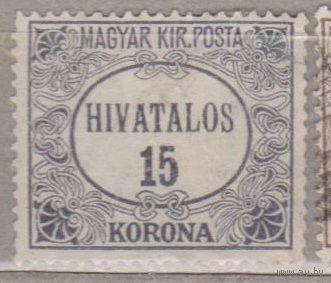 MAGYAR KIR. POSTA
HIVATALOS
15
KORONA